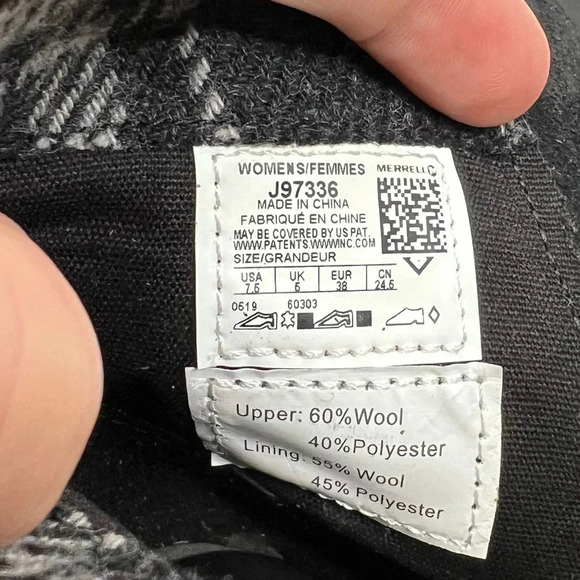 WOMENS/FEMMES
MERRELL
J97336
MADE IN CHINA
FABRIQUÉ EN CHINE
MAY BE COVERED BY US PAT.
WWW.PATENTS.WWWINC.COM
SIZE/GRANDEUR
USA UK EUR CN
7.5 5 38 24.5
0519 60303
Upper: 60%Wool
40%Polyester
Lining: 55% Wool
45% Polyester